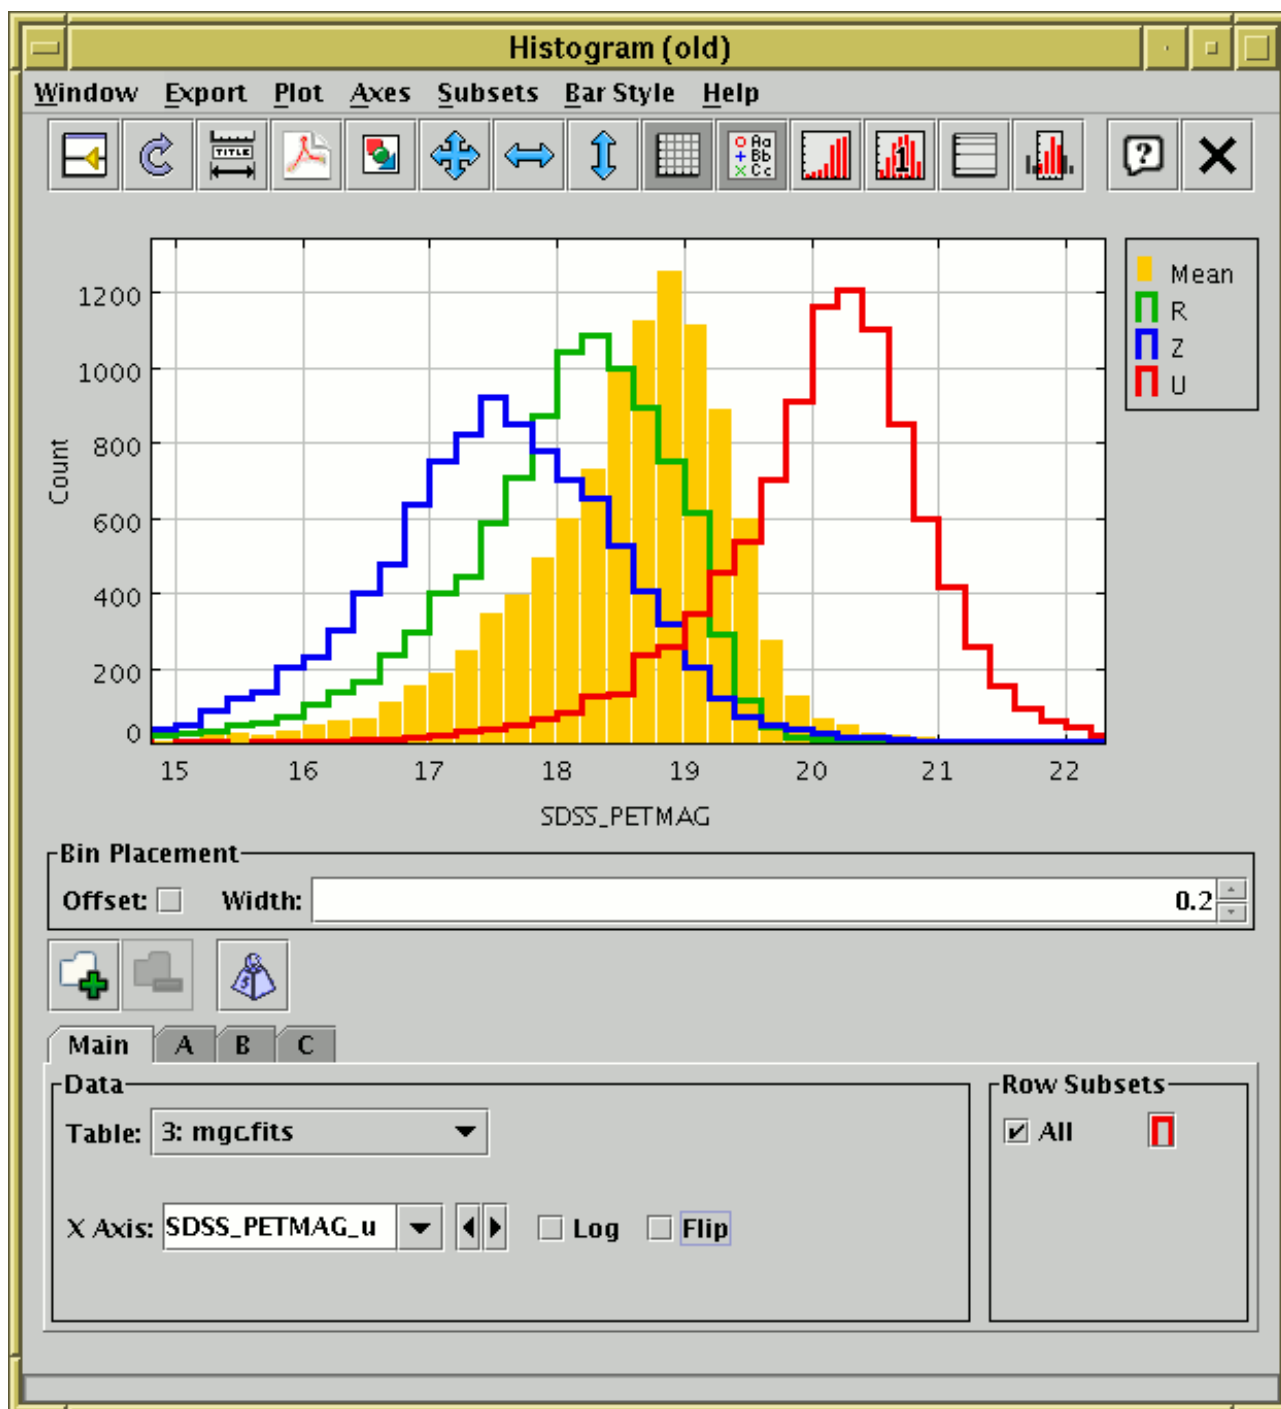 Histogram (old)
Window Export Plot Axes Subsets Bar Style Help
TITLE
Aa
Bb
Cc
1
?
Count
1200
1000
800
600
400
200
0
15 16 17 18 19 20 21 22
SDSS_PETMAG
Mean
R
Z
U
Bin Placement
Offset: Width: 0.2
Main A B C
Data
Table: 3: mgc.fits
X Axis: SDSS_PETMAG_u Log Flip
Row Subsets
All